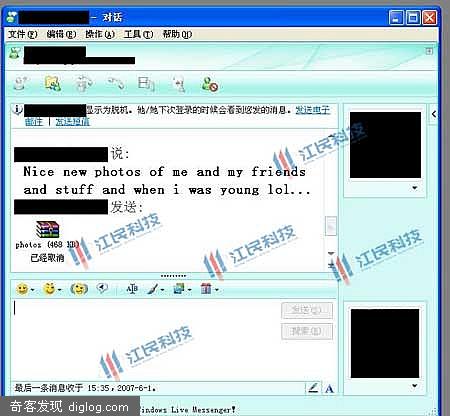 - 对话
文件(F) 编辑(E) 操作(A) 工具(T) 帮助(H)
显示为脱机。他/她下次登录的时候会看到您发的消息。发送电子
邮件 | 发送短信
说:
Nice new photos of me and my friends
and stuff and when i was young lol...
发送:
photos (468 KB)
已经取消
江民科技
江民科技
江民科技
江民科技
江民科技
发送(S)
搜索(R)
A
最后一条消息收于 15:35, 2007-6-1。
奇客发现 diglog.com
indows Live Messenger!